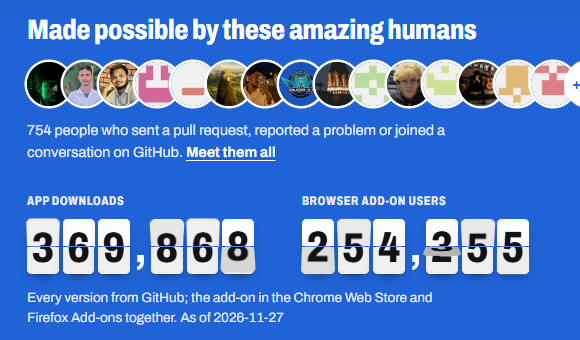 Made possible by these amazing humans
754 people who sent a pull request, reported a problem or joined a
conversation on GitHub. Meet them all
APP DOWNLOADS
369,868
BROWSER ADD-ON USERS
254,255
Every version from GitHub; the add-on in the Chrome Web Store and
Firefox Add-ons together. As of 2026-11-27